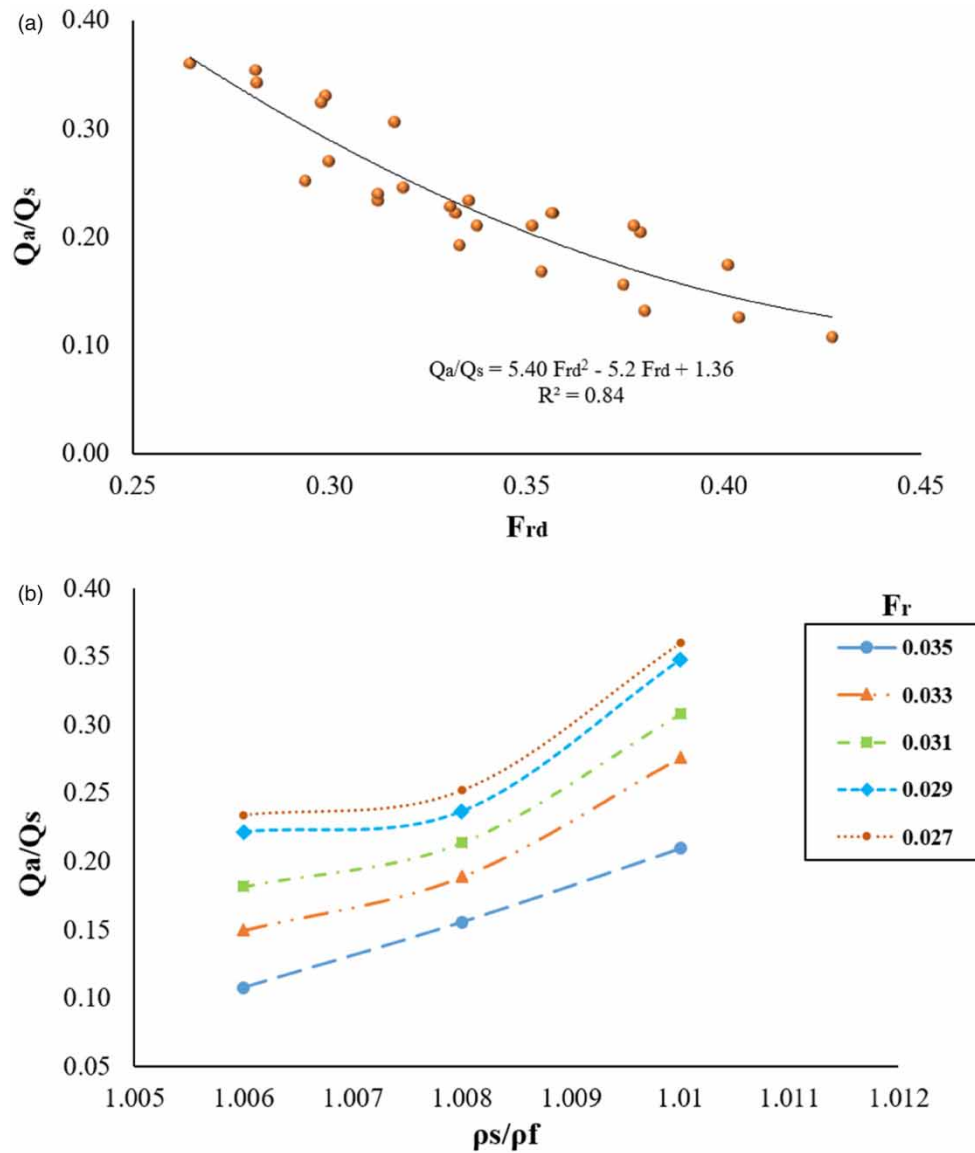 (a)
0.40
0.30
0.20
0.10
0.00
Qa/Qs
Qa/Qs = 5.40 Frd² - 5.2 Frd + 1.36
R² = 0.84
0.25 0.30 0.35 0.40 0.45
Frd
(b)
0.40
0.35
0.30
0.25
0.20
0.15
0.10
0.05
Qa/Qs
Fr
0.035
0.033
0.031
0.029
0.027
1.005 1.006 1.007 1.008 1.009 1.01 1.011 1.012
ρs/ρf